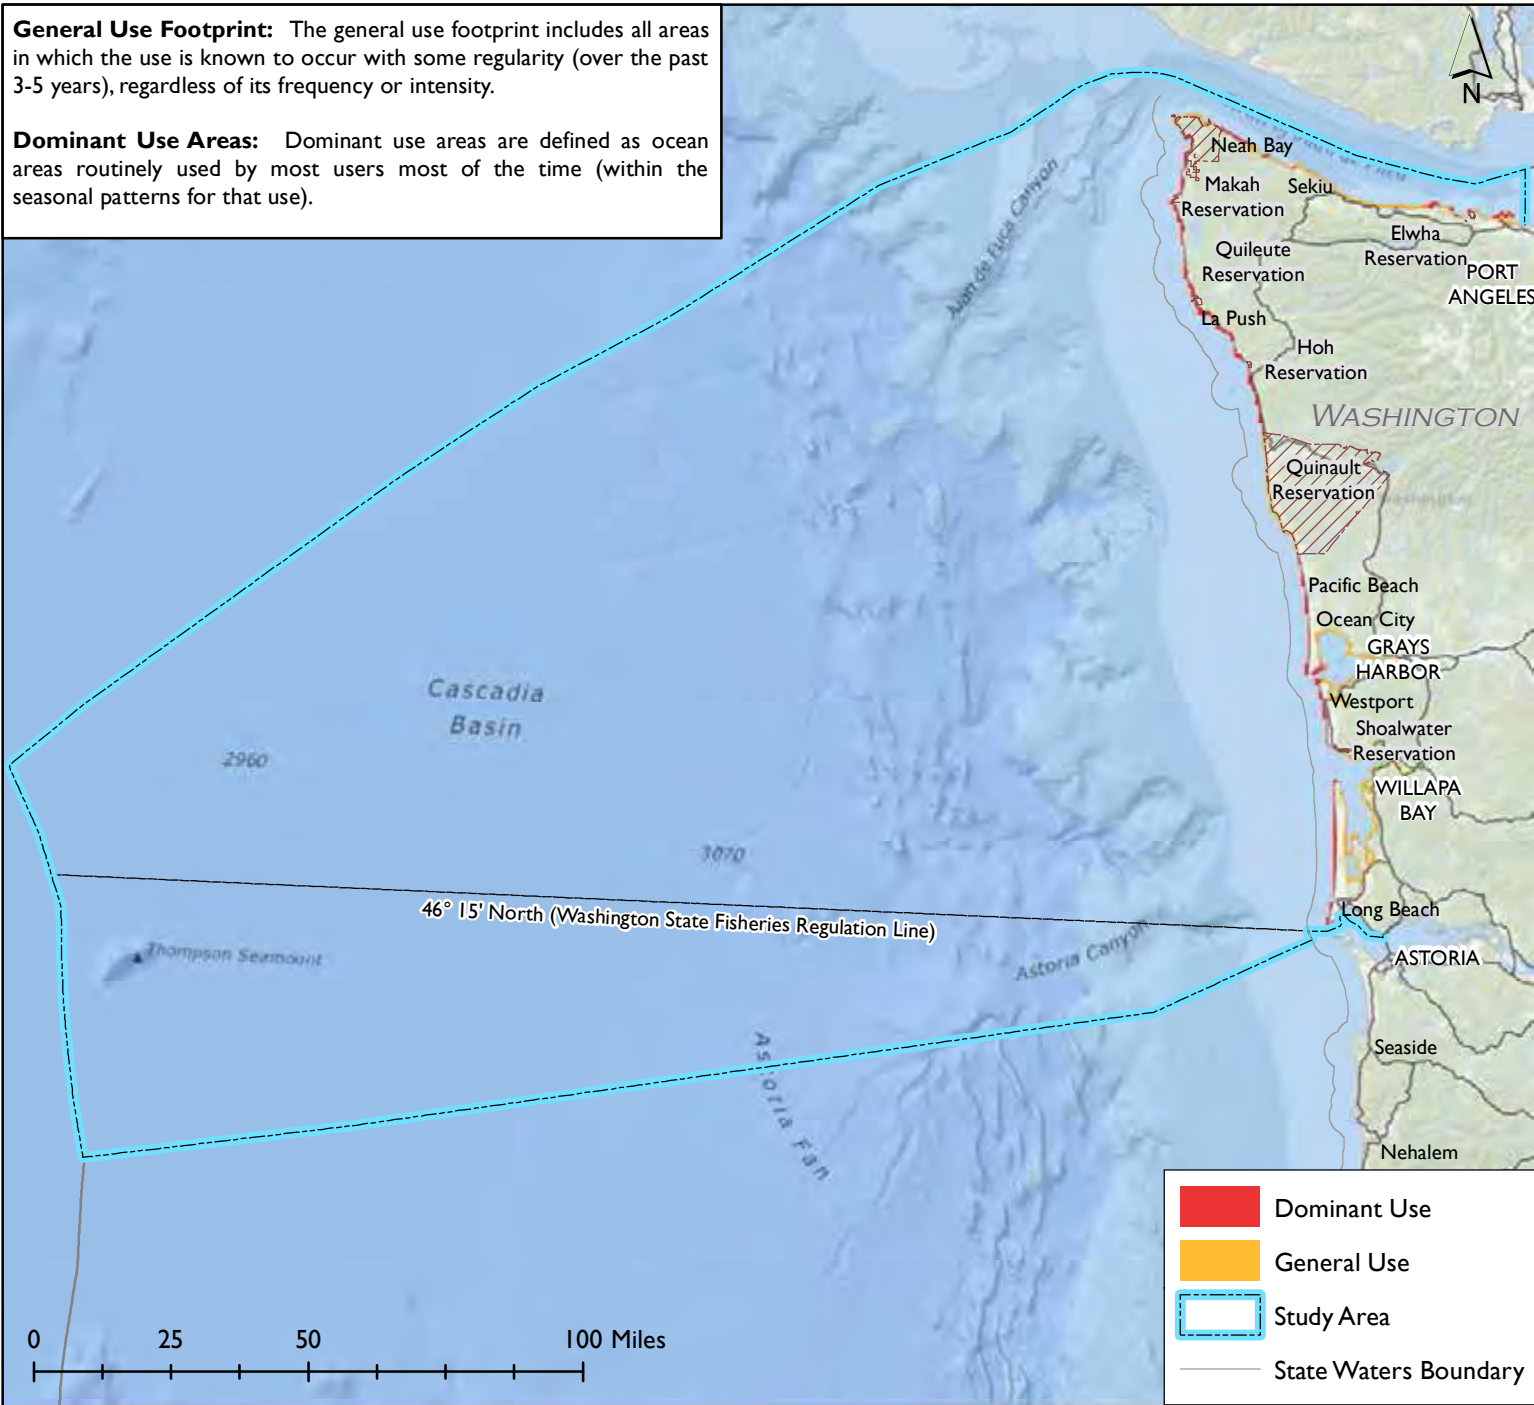 General Use Footprint: The general use footprint includes all areas
in which the use is known to occur with some regularity (over the past
3-5 years), regardless of its frequency or intensity.
Dominant Use Areas: Dominant use areas are defined as ocean
areas routinely used by most users most of the time (within the
seasonal patterns for that use).
N
Neah Bay
Makah
Reservation
Sekiu
Elwha
Reservation
PORT
ANGELES
Juan de Fuca Canyon
Quileute
Reservation
La Push
Hoh
Reservation
WASHINGTON
Quinault
Reservation
Washington
Pacific Beach
Ocean City
GRAYS
HARBOR
Westport
Shoalwater
Reservation
WILLAPA
BAY
Cascadia
Basin
2960
3070
46° 15' North (Washington State Fisheries Regulation Line)
Long Beach
Thompson Seamount
Astoria Canyon
ASTORIA
Astoria Fan
Seaside
Nehalem
Dominant Use
General Use
Study Area
State Waters Boundary
0 25 50 100 Miles